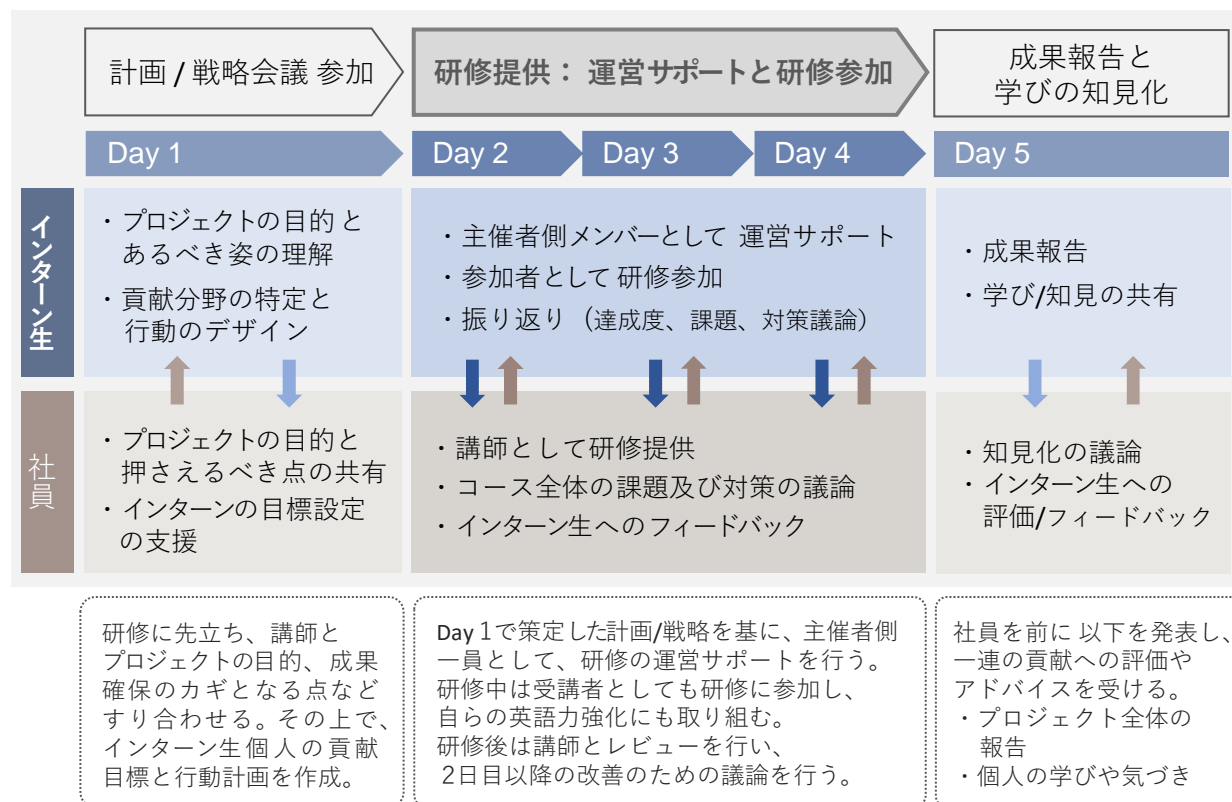 計画 / 戦略会議 参加
研修提供： 運営サポートと研修参加
成果報告と
学びの知見化
Day 1
Day 2
Day 3
Day 4
Day 5
インターン生
・プロジェクトの目的と
あるべき姿の理解
・貢献分野の特定と
行動のデザイン
・主催者側メンバーとして 運営サポート
・参加者として研修参加
・振り返り（達成度、課題、対策議論）
・成果報告
・学び/知見の共有
社員
・プロジェクトの目的と
押さえるべき点の共有
・インターンの目標設定
の支援
・講師として研修提供
・コース全体の課題及び対策の議論
・インターン生へのフィードバック
・知見化の議論
・インターン生への
評価/フィードバック
研修に先立ち、講師と
プロジェクトの目的、成果
確保のカギとなる点など
すり合わせる。その上で、
インターン生個人の貢献
目標と行動計画を作成。
Day 1で策定した計画/戦略を基に、主催者側
一員として、研修の運営サポートを行う。
研修中は受講者としても研修に参加し、
自らの英語力強化にも取り組む。
研修後は講師とレビューを行い、
2日目以降の改善のための議論を行う。
社員を前に 以下を発表し、
一連の貢献への評価や
アドバイスを受ける。
・プロジェクト全体の
報告
・個人の学びや気づき